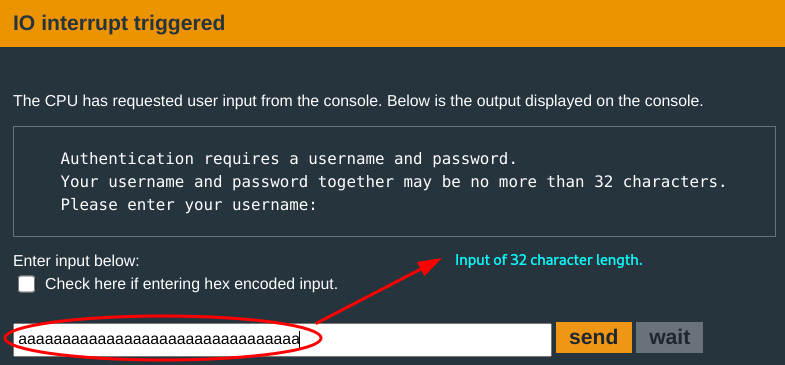 IO interrupt triggered
The CPU has requested user input from the console. Below is the output displayed on the console.
Authentication requires a username and password.
Your username and password together may be no more than 32 characters.
Please enter your username:
Enter input below:
Input of 32 character length.
Check here if entering hex encoded input.
aaaaaaaaaaaaaaaaaaaaaaaaaaaaaaaa
send wait